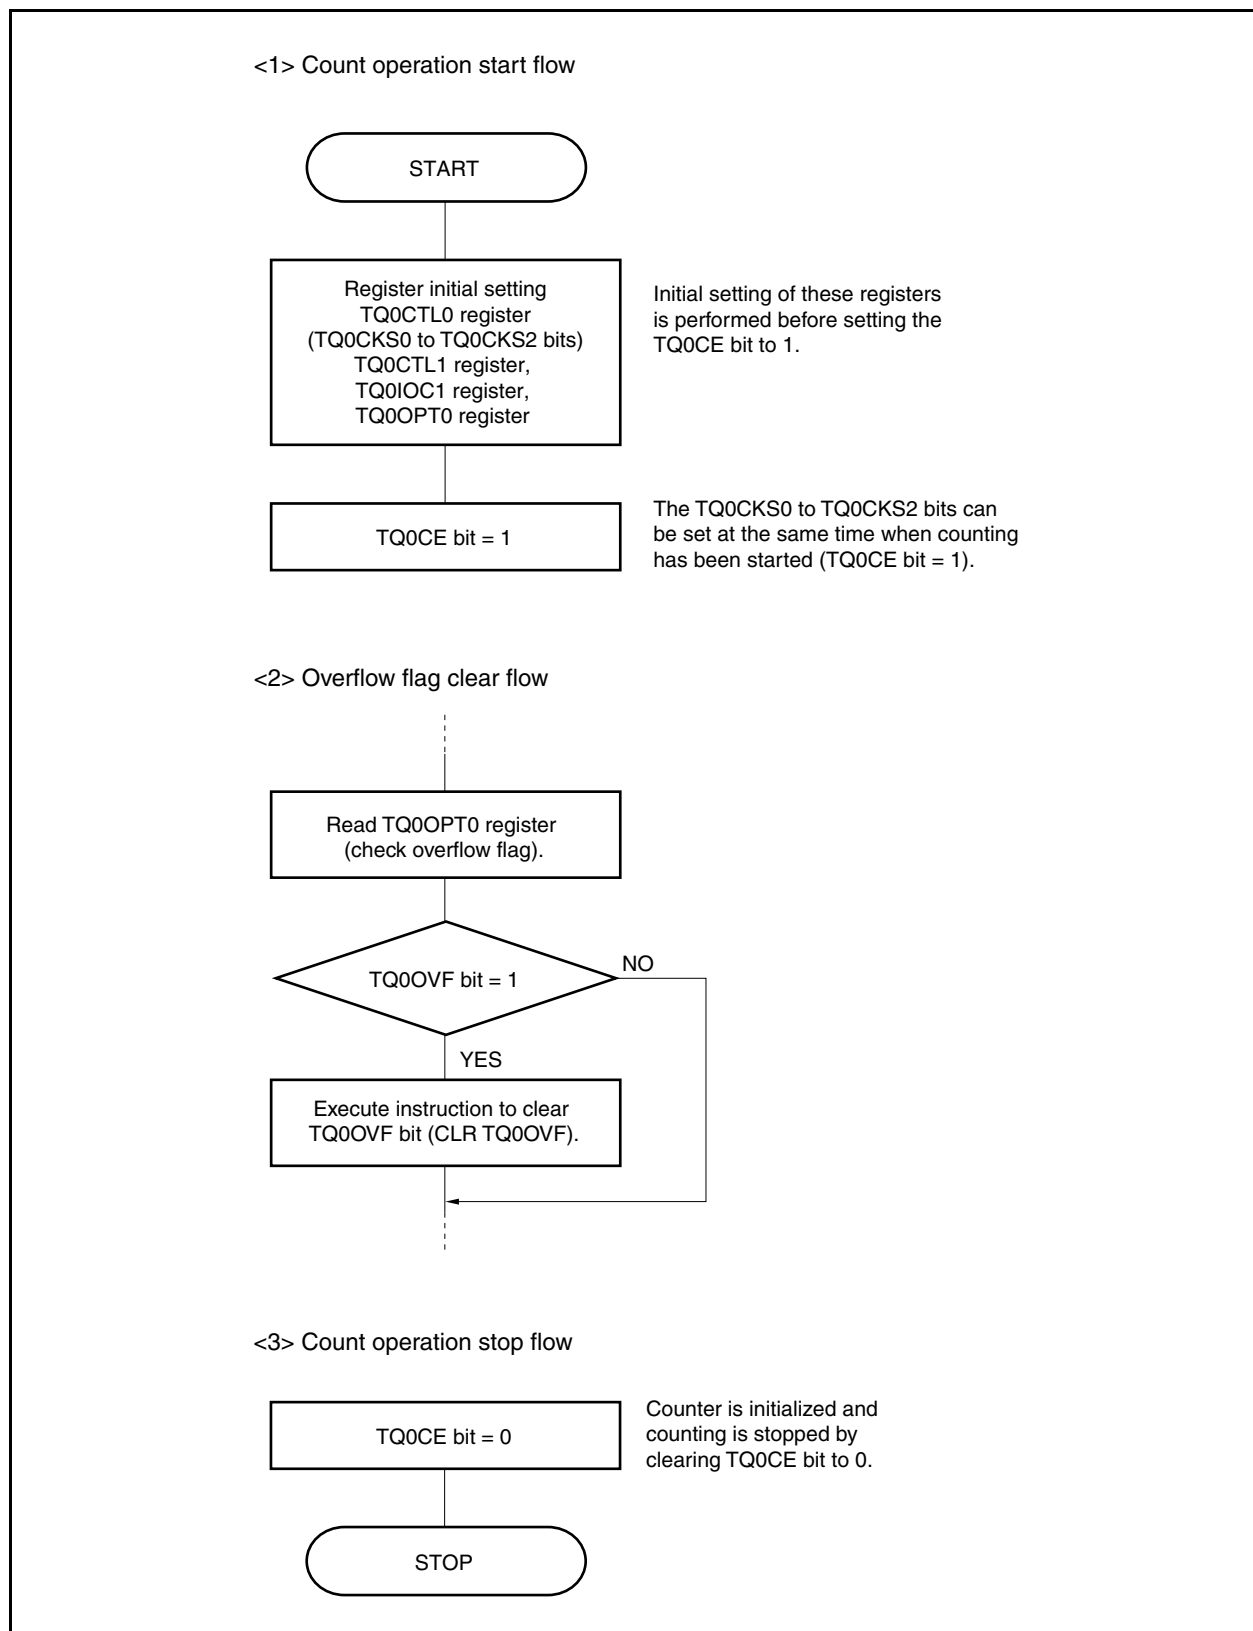 <1> Count operation start flow
START
Register initial setting
TQ0CTL0 register
(TQ0CKS0 to TQ0CKS2 bits)
TQ0CTL1 register,
TQ0IOC1 register,
TQ0OPT0 register
Initial setting of these registers
is performed before setting the
TQ0CE bit to 1.
TQ0CE bit = 1
The TQ0CKS0 to TQ0CKS2 bits can
be set at the same time when counting
has been started (TQ0CE bit = 1).
<2> Overflow flag clear flow
Read TQ0OPT0 register
(check overflow flag).
TQ0OVF bit = 1
NO
YES
Execute instruction to clear
TQ0OVF bit (CLR TQ0OVF).
<3> Count operation stop flow
TQ0CE bit = 0
Counter is initialized and
counting is stopped by
clearing TQ0CE bit to 0.
STOP